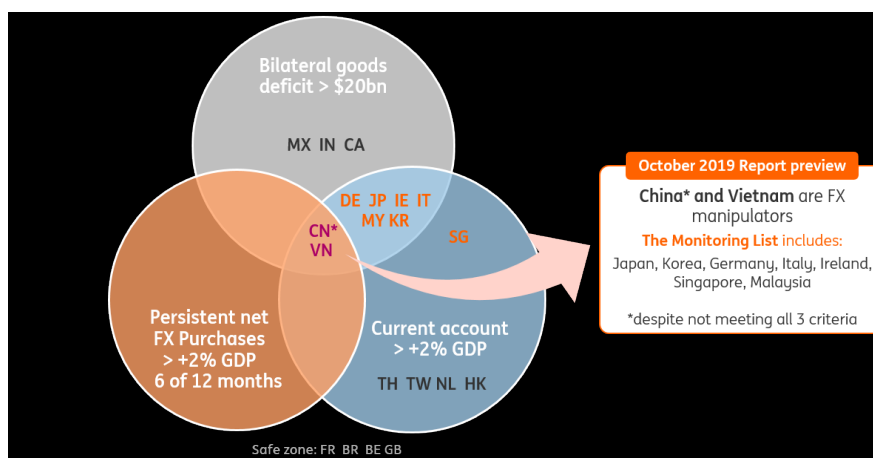 Bilateral goods
deficit > $20bn
MX IN CA
DE JP IE IT
MY KR
SG
CN*
VN
Persistent net
FX Purchases
> +2% GDP
6 of 12 months
Current account
> +2% GDP
TH TW NL HK
Safe zone: FR BR BE GB
October 2019 Report preview
China* and Vietnam are FX
manipulators
The Monitoring List includes:
Japan, Korea, Germany, Italy, Ireland,
Singapore, Malaysia
*despite not meeting all 3 criteria